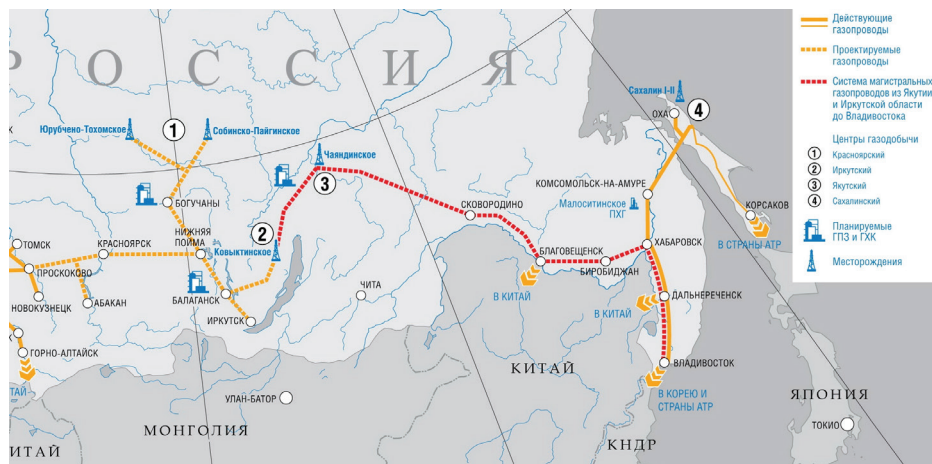 РОССИЯ
Сахалин I-II
4
ОХА
Юрубчено-Тохомское
1
Собинско-Пайгинское
Чаяндинское
3
КОМСОМОЛЬСК-НА-АМУРЕ
Малоситинское
ПХГ
БОГУЧАНЫ
СКОВОРОДИНО
КОРСАКОВ
В СТРАНЫ АТР
НИЖНЯЯ
ПОЙМА
2
Ковыктинское
ТОМСК
КРАСНОЯРСК
ХАБАРОВСК
БЛАГОВЕЩЕНСК
БИРОБИДЖАН
ПРОСКОКОВО
В КИТАЙ
ЧИТА
БАЛАГАНСК
ДАЛЬНЕРЕЧЕНСК
НОВОКУЗНЕЦК
АБАКАН
В КИТАЙ
ИРКУТСК
ГОРНО-АЛТАЙСК
ВЛАДИВОСТОК
КИТАЙ
ТАЙ
В КОРЕЮ И
СТРАНЫ АТР
УЛАН-БАТОР
ЯПОНИЯ
МОНГОЛИЯ
ТОКИО
КНДР
ИТАЙ
Действующие
газопроводы
Проектируемые
газопроводы
Система магистральных
газопроводов из Якутии
и Иркутской области
до Владивостока
Центры газодобычи
1 Красноярский
2 Иркутский
3 Якутский
4 Сахалинский
Планируемые
ГПЗ и ГХК
Месторождения